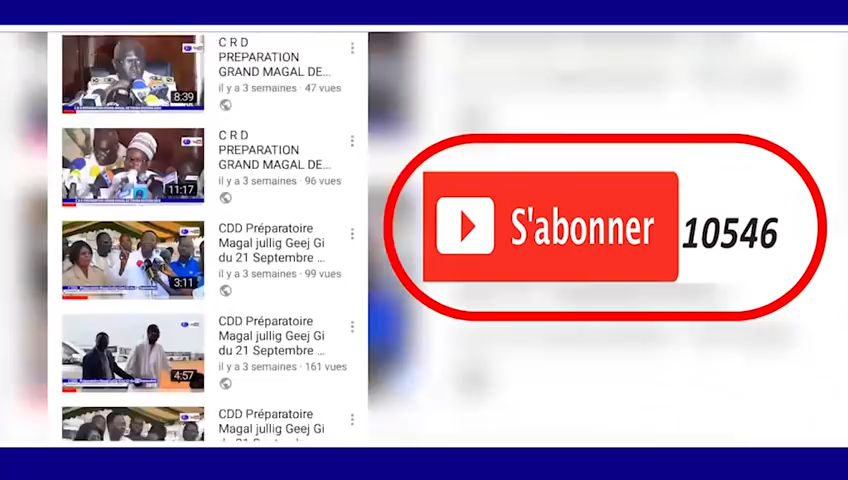 C R D
PREPARATION
GRAND MAGAL DE...
il y a 3 semaines · 47 vues
8:39
C R D
PREPARATION
GRAND MAGAL DE...
il y a 3 semaines · 96 vues
11:17
CDD Préparatoire
Magal jullig Geej Gi
du 21 Septembre ...
il y a 3 semaines · 99 vues
3:11
CDD Préparatoire
Magal jullig Geej Gi
du 21 Septembre ...
il y a 3 semaines · 161 vues
4:57
CDD Préparatoire
Magal jullig Geej Gi
S'abonner 10546